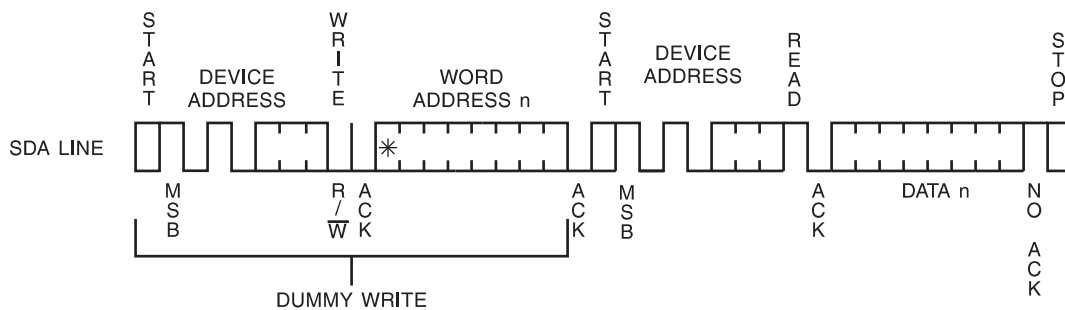 START
DEVICE
ADDRESS
WRITE
WORD
ADDRESS n
START
DEVICE
ADDRESS
READ
STOP
SDA LINE
*
MSB
R/W̅
ACK
ACK
MSB
ACK
DATA n
NO ACK
DUMMY WRITE